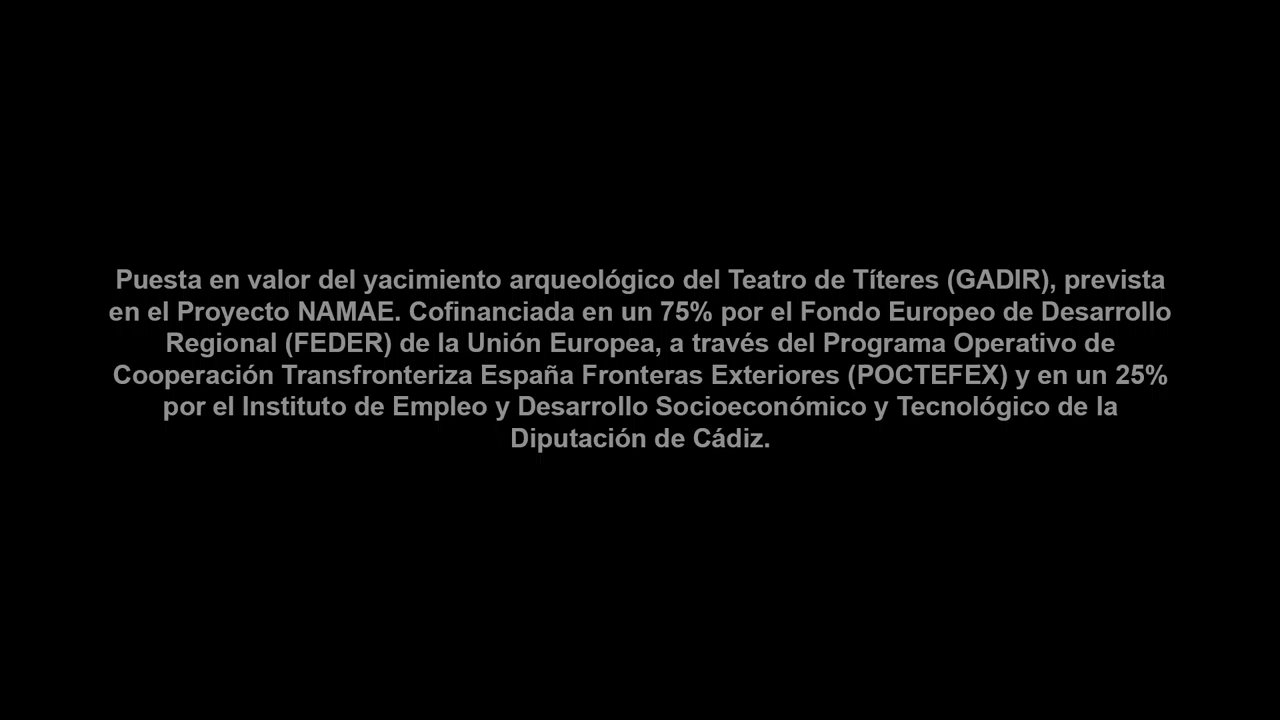 Puesta en valor del yacimiento arqueológico del Teatro de Títeres (GADIR), prevista
en el Proyecto NAMAE. Cofinanciada en un 75% por el Fondo Europeo de Desarrollo
Regional (FEDER) de la Unión Europea, a través del Programa Operativo de
Cooperación Transfronteriza España Fronteras Exteriores (POCTEFEX) y en un 25%
por el Instituto de Empleo y Desarrollo Socioeconómico y Tecnológico de la
Diputación de Cádiz.